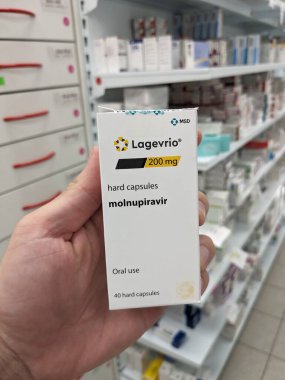 MSD
Lagevrio®
200 mg
hard capsules
molnupiravir
Oral use
40 hard capsules